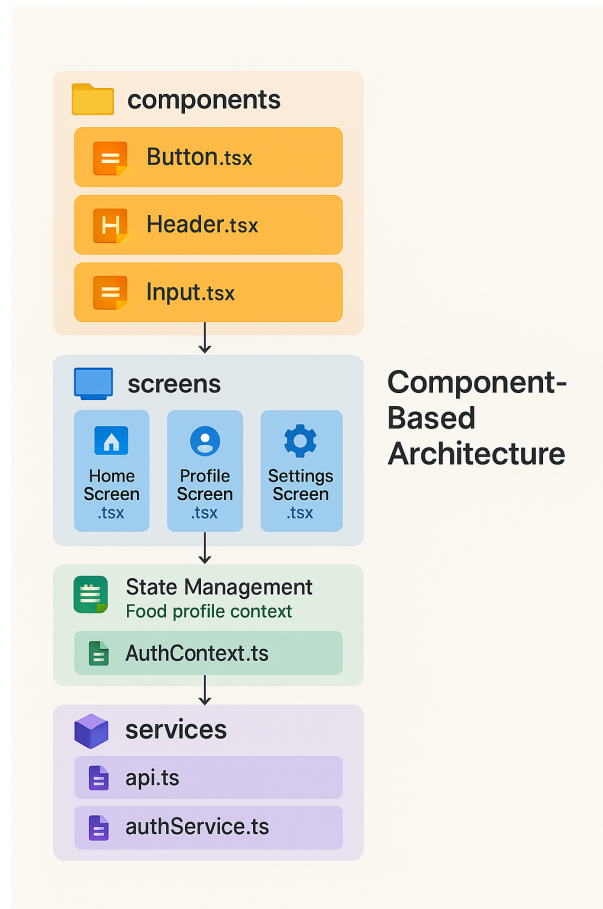 components
Button.tsx
Header.tsx
Input.tsx
screens
Home
Screen
.tsx
Profile
Screen
.tsx
Settings
Screen
.tsx
Component-
Based
Architecture
State Management
Food profile context
AuthContext.ts
services
api.ts
authService.ts